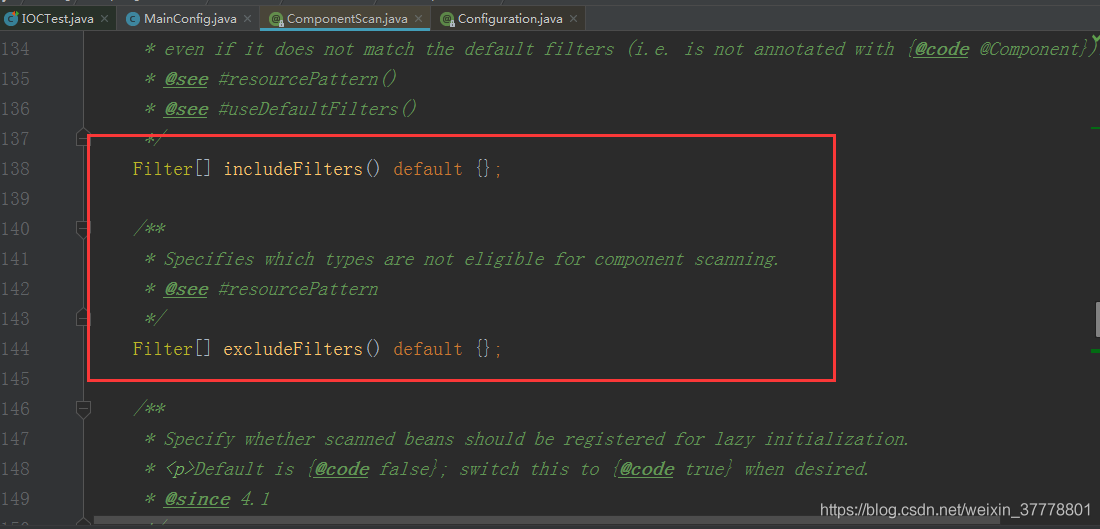 IOCTest.java × MainConfig.java × ComponentScan.java × Configuration.java ×
134 * even if it does not match the default filters (i.e. is not annotated with {@code @Component})
135 * @see #resourcePattern()
136 * @see #useDefaultFilters()
137 */
138 Filter[] includeFilters() default {};
139
140 /**
141 * Specifies which types are not eligible for component scanning.
142 * @see #resourcePattern
143 */
144 Filter[] excludeFilters() default {};
145
146 /**
147 * Specify whether scanned beans should be registered for lazy initialization.
148 * <p>Default is {@code false}; switch this to {@code true} when desired.
149 * @since 4.1
https://blog.csdn.net/weixin_37778801